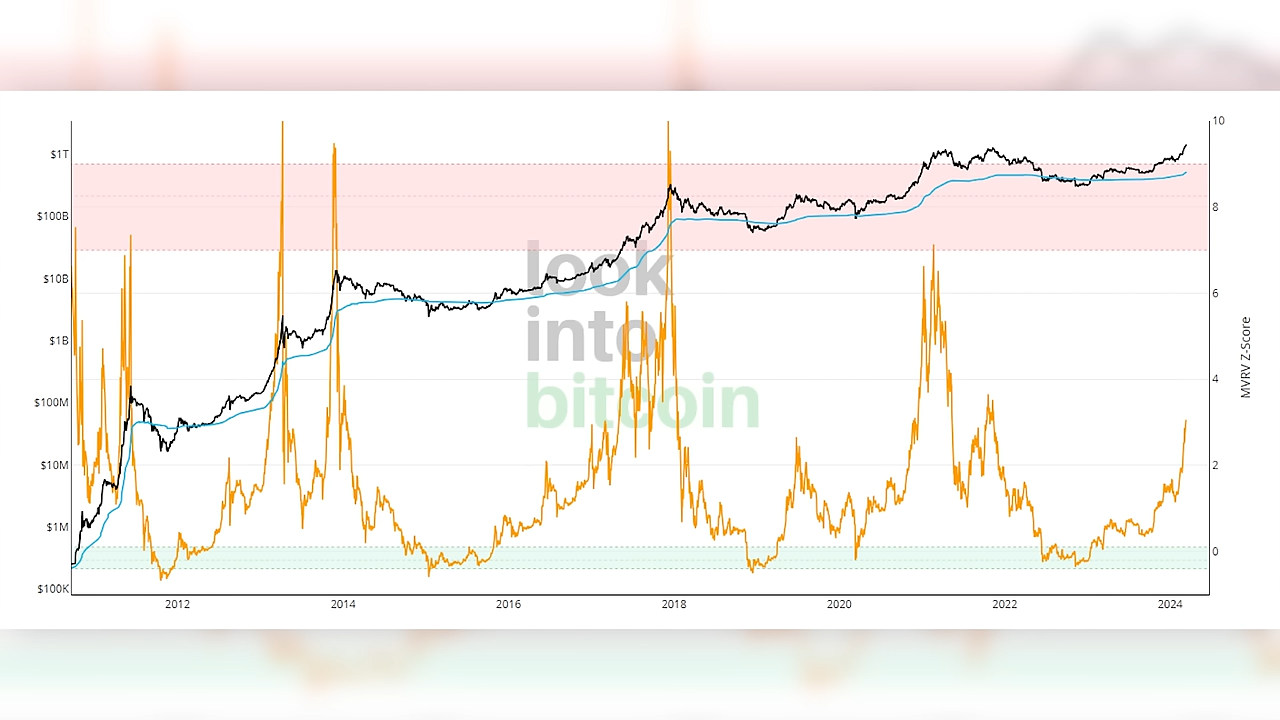 $1T
$100B
$10B
$1B
$100M
$10M
$1M
$100K
10
8
6
4
2
0
MVRV Z-Score
look
into
bitcoin
2012 2014 2016 2018 2020 2022 2024